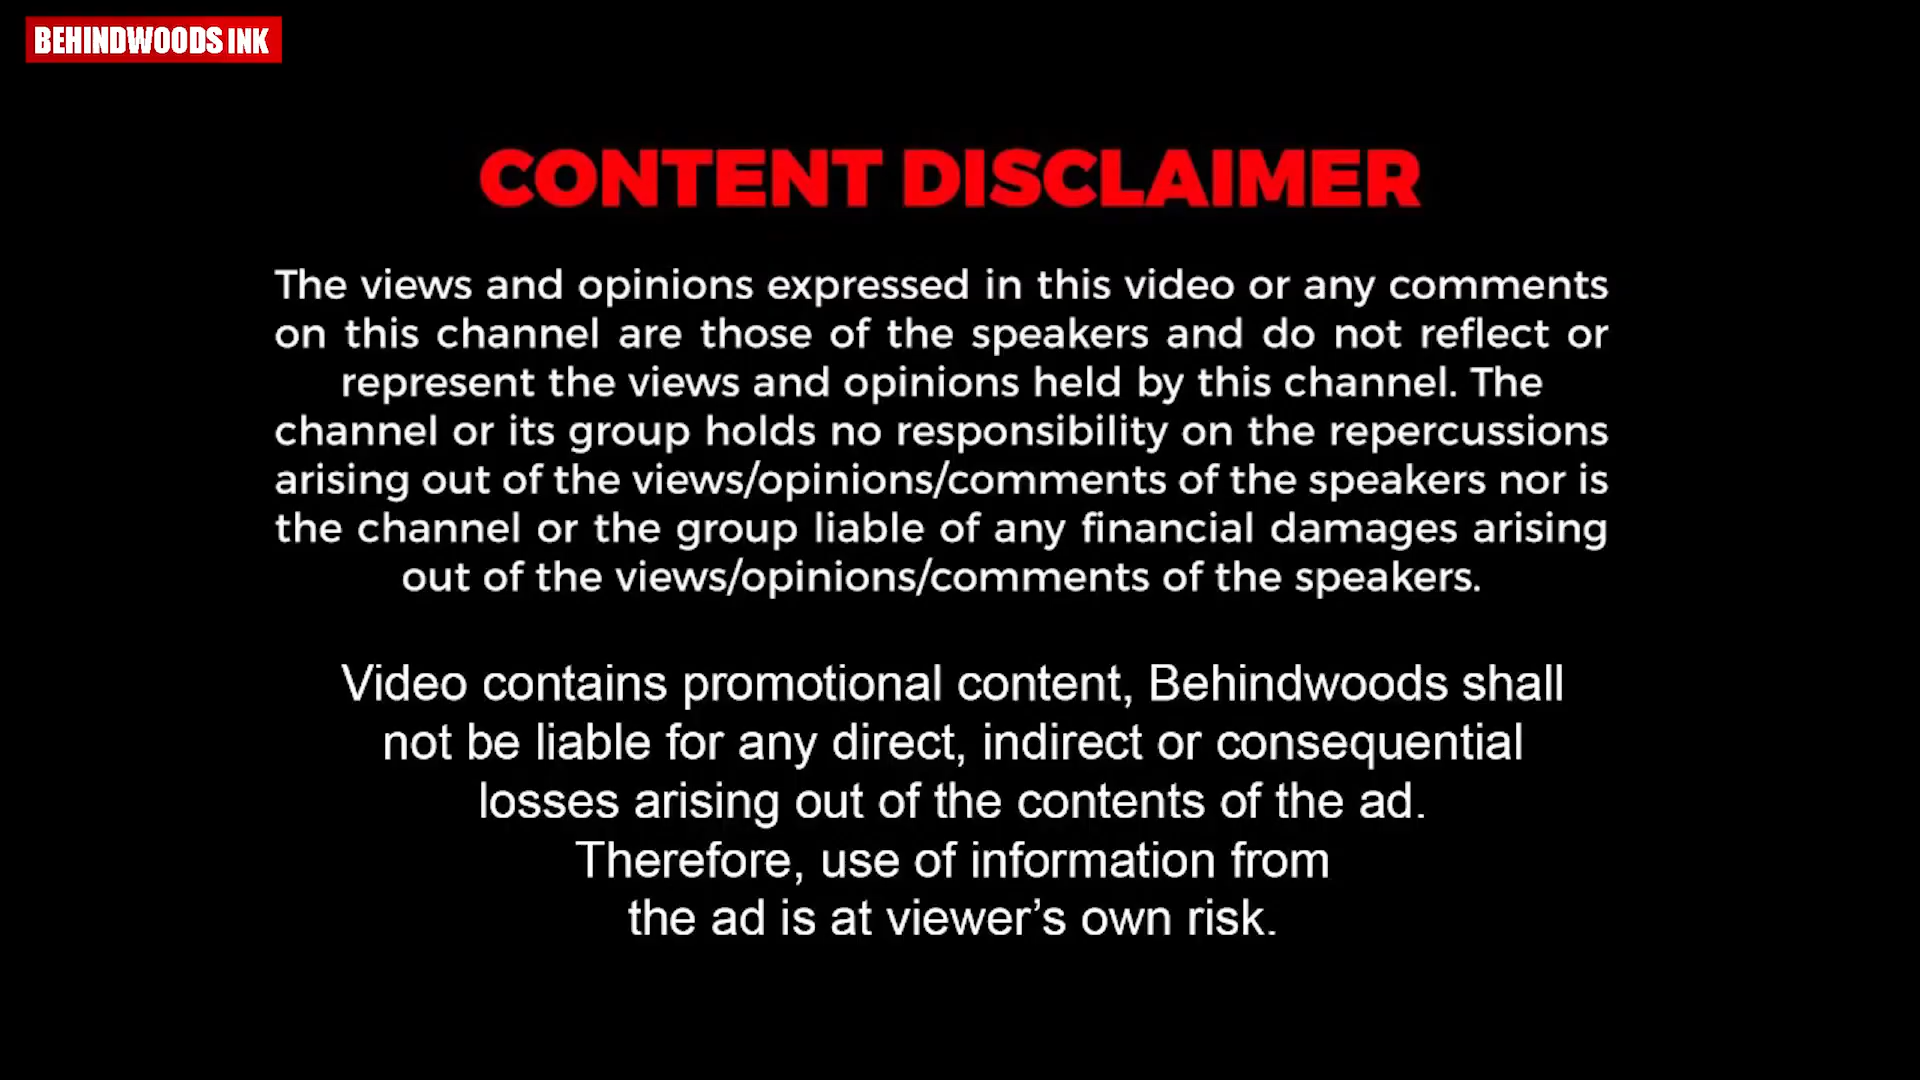 BEHINDWOODS INK
CONTENT DISCLAIMER
The views and opinions expressed in this video or any comments
on this channel are those of the speakers and do not reflect or
represent the views and opinions held by this channel. The
channel or its group holds no responsibility on the repercussions
arising out of the views/opinions/comments of the speakers nor is
the channel or the group liable of any financial damages arising
out of the views/opinions/comments of the speakers.
Video contains promotional content, Behindwoods shall
not be liable for any direct, indirect or consequential
losses arising out of the contents of the ad.
Therefore, use of information from
the ad is at viewer’s own risk.